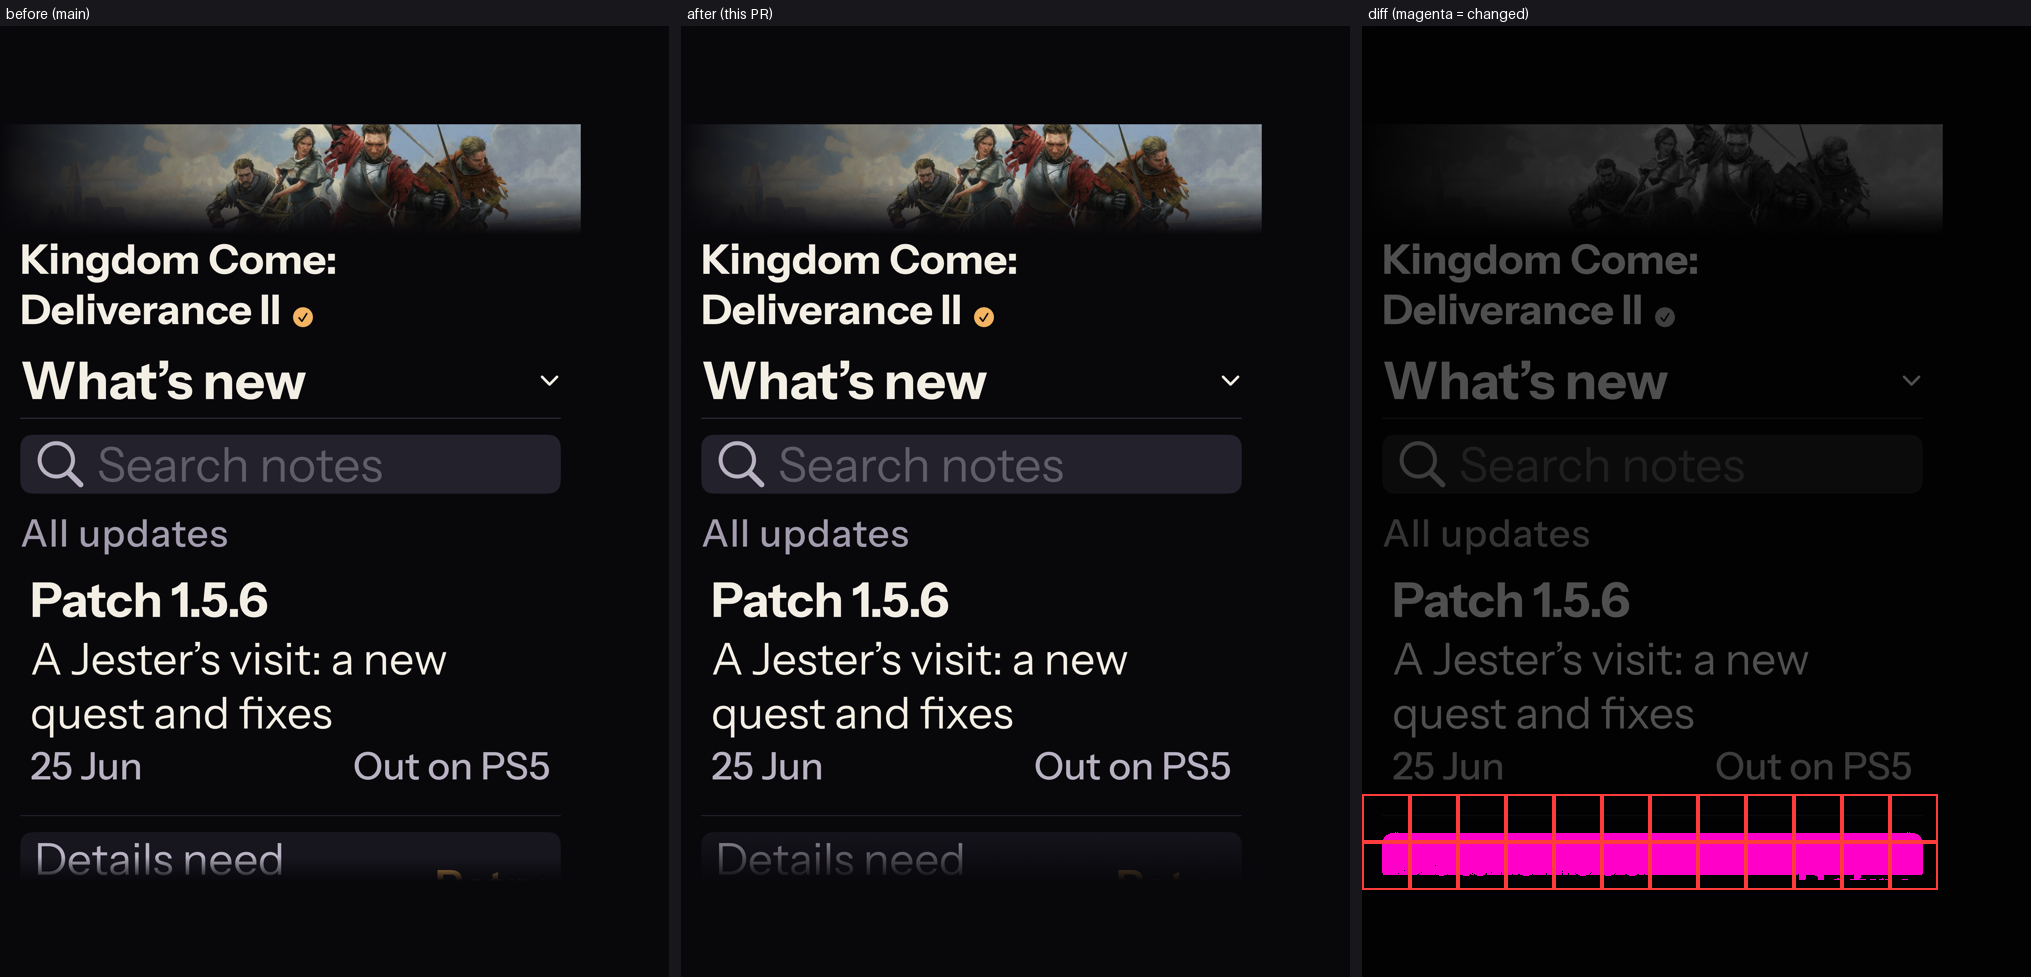 before (main)
Kingdom Come:
Deliverance II
What's new
Search notes
All updates
Patch 1.5.6
A Jester's visit: a new
quest and fixes
25 Jun Out on PS5
Details need
after (this PR)
Kingdom Come:
Deliverance II
What's new
Search notes
All updates
Patch 1.5.6
A Jester's visit: a new
quest and fixes
25 Jun Out on PS5
Details need
diff (magenta = changed)
Kingdom Come:
Deliverance II
What's new
Search notes
All updates
Patch 1.5.6
A Jester's visit: a new
quest and fixes
25 Jun Out on PS5